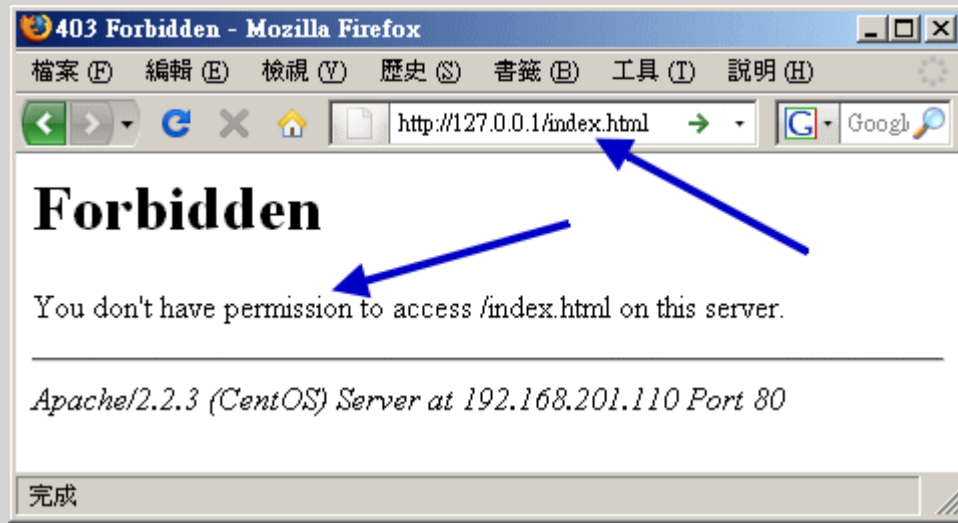 403 Forbidden - Mozilla Firefox
檔案 (F) 編輯 (E) 檢視 (V) 歷史 (S) 書籤 (B) 工具 (T) 說明 (H)
http://127.0.0.1/index.html G Googl
Forbidden
You don't have permission to access /index.html on this server.
Apache/2.2.3 (CentOS) Server at 192.168.201.110 Port 80
完成